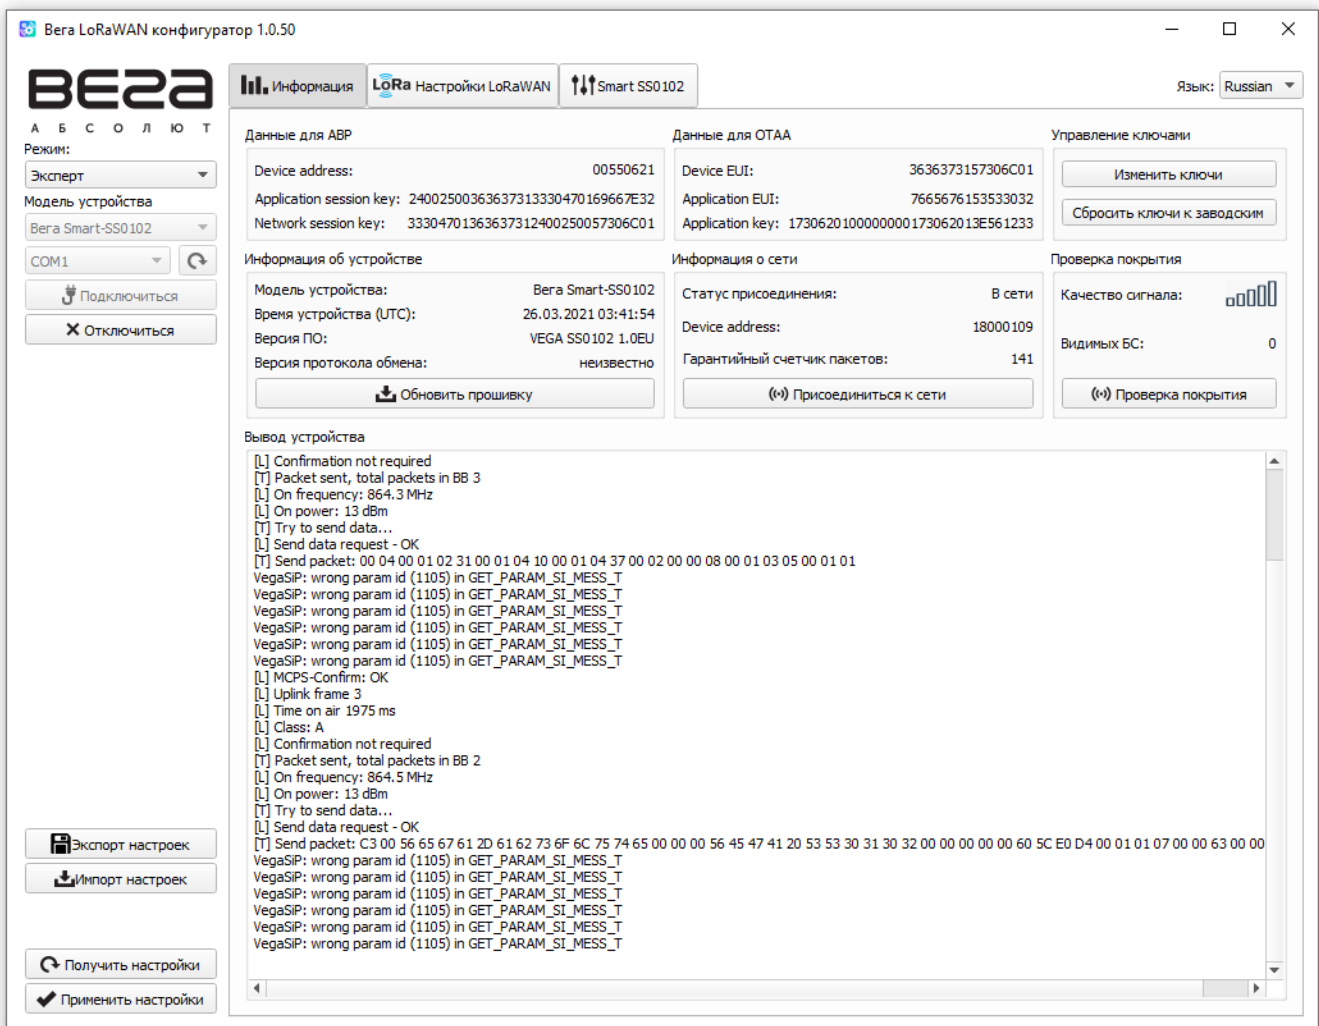 Вега LoRaWAN конфигуратор 1.0.50
ВЕГА
АБСОЛЮТ
Режим:
Эксперт
Модель устройства
Вега Smart-SS0102
COM1
Подключиться
Отключиться
Экспорт настроек
Импорт настроек
Получить настройки
Применить настройки
Информация
LoRa Настройки LoRaWAN
Smart SS0102
Язык: Russian
Данные для ABP
Device address: 00550621
Application session key: 24002500363637313330470169667E32
Network session key: 33304701363637312400250057306C01
Данные для OTAA
Device EUI: 3636373157306C01
Application EUI: 7665676153533032
Application key: 1730620100000000173062013E561233
Управление ключами
Изменить ключи
Сбросить ключи к заводским
Информация об устройстве
Модель устройства: Вега Smart-SS0102
Время устройства (UTC): 26.03.2021 03:41:54
Версия ПО: VEGA SS0102 1.0EU
Версия протокола обмена: неизвестно
Обновить прошивку
Информация о сети
Статус присоединения: В сети
Device address: 18000109
Гарантийный счетчик пакетов: 141
Присоединиться к сети
Проверка покрытия
Качество сигнала:
Видимых БС: 0
Проверка покрытия
Вывод устройства
[L] Confirmation not required
[T] Packet sent, total packets in BB 3
[L] On frequency: 864.3 MHz
[L] On power: 13 dBm
[T] Try to send data...
[L] Send data request - OK
[T] Send packet: 00 04 00 01 02 31 00 01 04 10 00 01 04 37 00 02 00 00 08 00 01 03 05 00 01 01
VegaSiP: wrong param id (1105) in GET_PARAM_SI_MESS_T
VegaSiP: wrong param id (1105) in GET_PARAM_SI_MESS_T
VegaSiP: wrong param id (1105) in GET_PARAM_SI_MESS_T
VegaSiP: wrong param id (1105) in GET_PARAM_SI_MESS_T
VegaSiP: wrong param id (1105) in GET_PARAM_SI_MESS_T
VegaSiP: wrong param id (1105) in GET_PARAM_SI_MESS_T
[L] MCPS-Confirm: OK
[L] Uplink frame 3
[L] Time on air 1975 ms
[L] Class: A
[L] Confirmation not required
[T] Packet sent, total packets in BB 2
[L] On frequency: 864.5 MHz
[L] On power: 13 dBm
[T] Try to send data...
[L] Send data request - OK
[T] Send packet: C3 00 56 65 67 61 2D 61 62 73 6F 6C 75 74 65 00 00 00 56 45 47 41 20 53 53 30 31 30 32 00 00 00 00 00 60 5C E0 D4 00 01 01 07 00 00 63 00 00
VegaSiP: wrong param id (1105) in GET_PARAM_SI_MESS_T
VegaSiP: wrong param id (1105) in GET_PARAM_SI_MESS_T
VegaSiP: wrong param id (1105) in GET_PARAM_SI_MESS_T
VegaSiP: wrong param id (1105) in GET_PARAM_SI_MESS_T
VegaSiP: wrong param id (1105) in GET_PARAM_SI_MESS_T
VegaSiP: wrong param id (1105) in GET_PARAM_SI_MESS_T